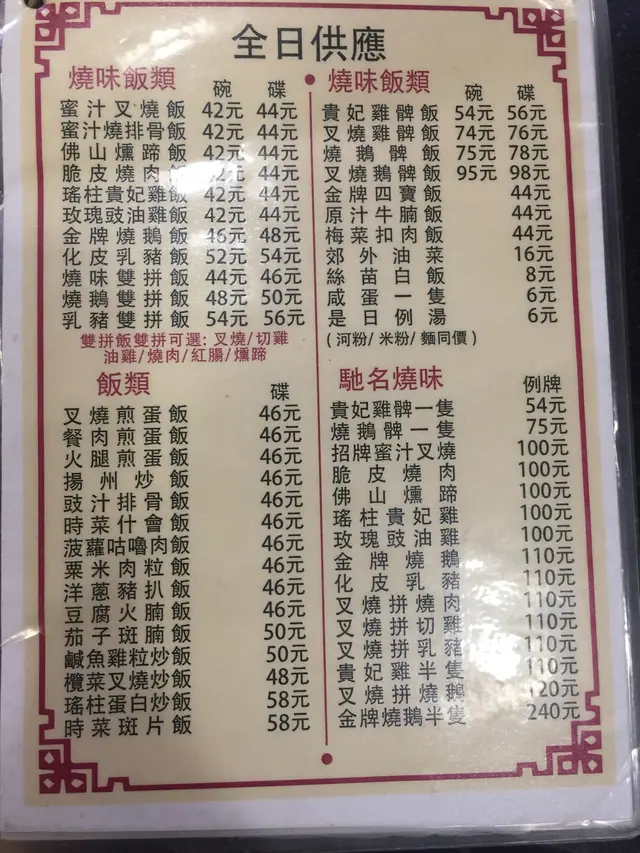 全日供應
燒味飯類 碗 碟
蜜汁叉燒飯 42元 44元
蜜汁燒排骨飯 42元 44元
佛山燻蹄飯 42元 44元
脆皮燒肉飯 42元 44元
瑤柱貴妃雞飯 42元 44元
玫瑰豉油雞飯 42元 44元
金牌燒鵝飯 46元 48元
化皮乳豬飯 52元 54元
燒味雙拼飯 44元 46元
燒鵝雙拼飯 48元 50元
乳豬雙拼飯 54元 56元
雙拼飯雙拼可選: 叉燒/切雞
油雞/燒肉/紅腸/燻蹄
飯類 碟
叉燒煎蛋飯 46元
餐肉煎蛋飯 46元
火腿煎蛋飯 46元
揚州炒飯 46元
豉汁排骨飯 46元
時菜什會飯 46元
菠蘿咕嚕肉飯 46元
粟米肉粒飯 46元
洋蔥豬扒飯 46元
豆腐火腩飯 46元
茄子斑腩飯 50元
鹹魚雞粒炒飯 50元
欖菜叉燒炒飯 48元
瑤柱蛋白炒飯 58元
時菜斑片飯 58元
燒味飯類 碗 碟
貴妃雞髀飯 54元 56元
叉燒雞髀飯 74元 76元
燒鵝髀飯 75元 78元
叉燒鵝髀飯 95元 98元
金牌四寶飯 44元
原汁牛腩飯 44元
梅菜扣肉飯 44元
郊外油菜 16元
絲苗白飯 8元
咸蛋一隻 6元
是日例湯 6元
(河粉/米粉/麵同價)
馳名燒味 例牌
貴妃雞髀一隻 54元
燒鵝髀一隻 75元
招牌蜜汁叉燒 100元
脆皮燒肉 100元
佛山燻蹄 100元
瑤柱貴妃雞 100元
玫瑰豉油雞 100元
金牌燒鵝 110元
化皮乳豬 110元
叉燒拼燒肉 110元
叉燒拼切雞 110元
叉燒拼乳豬 110元
貴妃雞半隻 110元
叉燒拼燒鵝 120元
金牌燒鵝半隻 240元